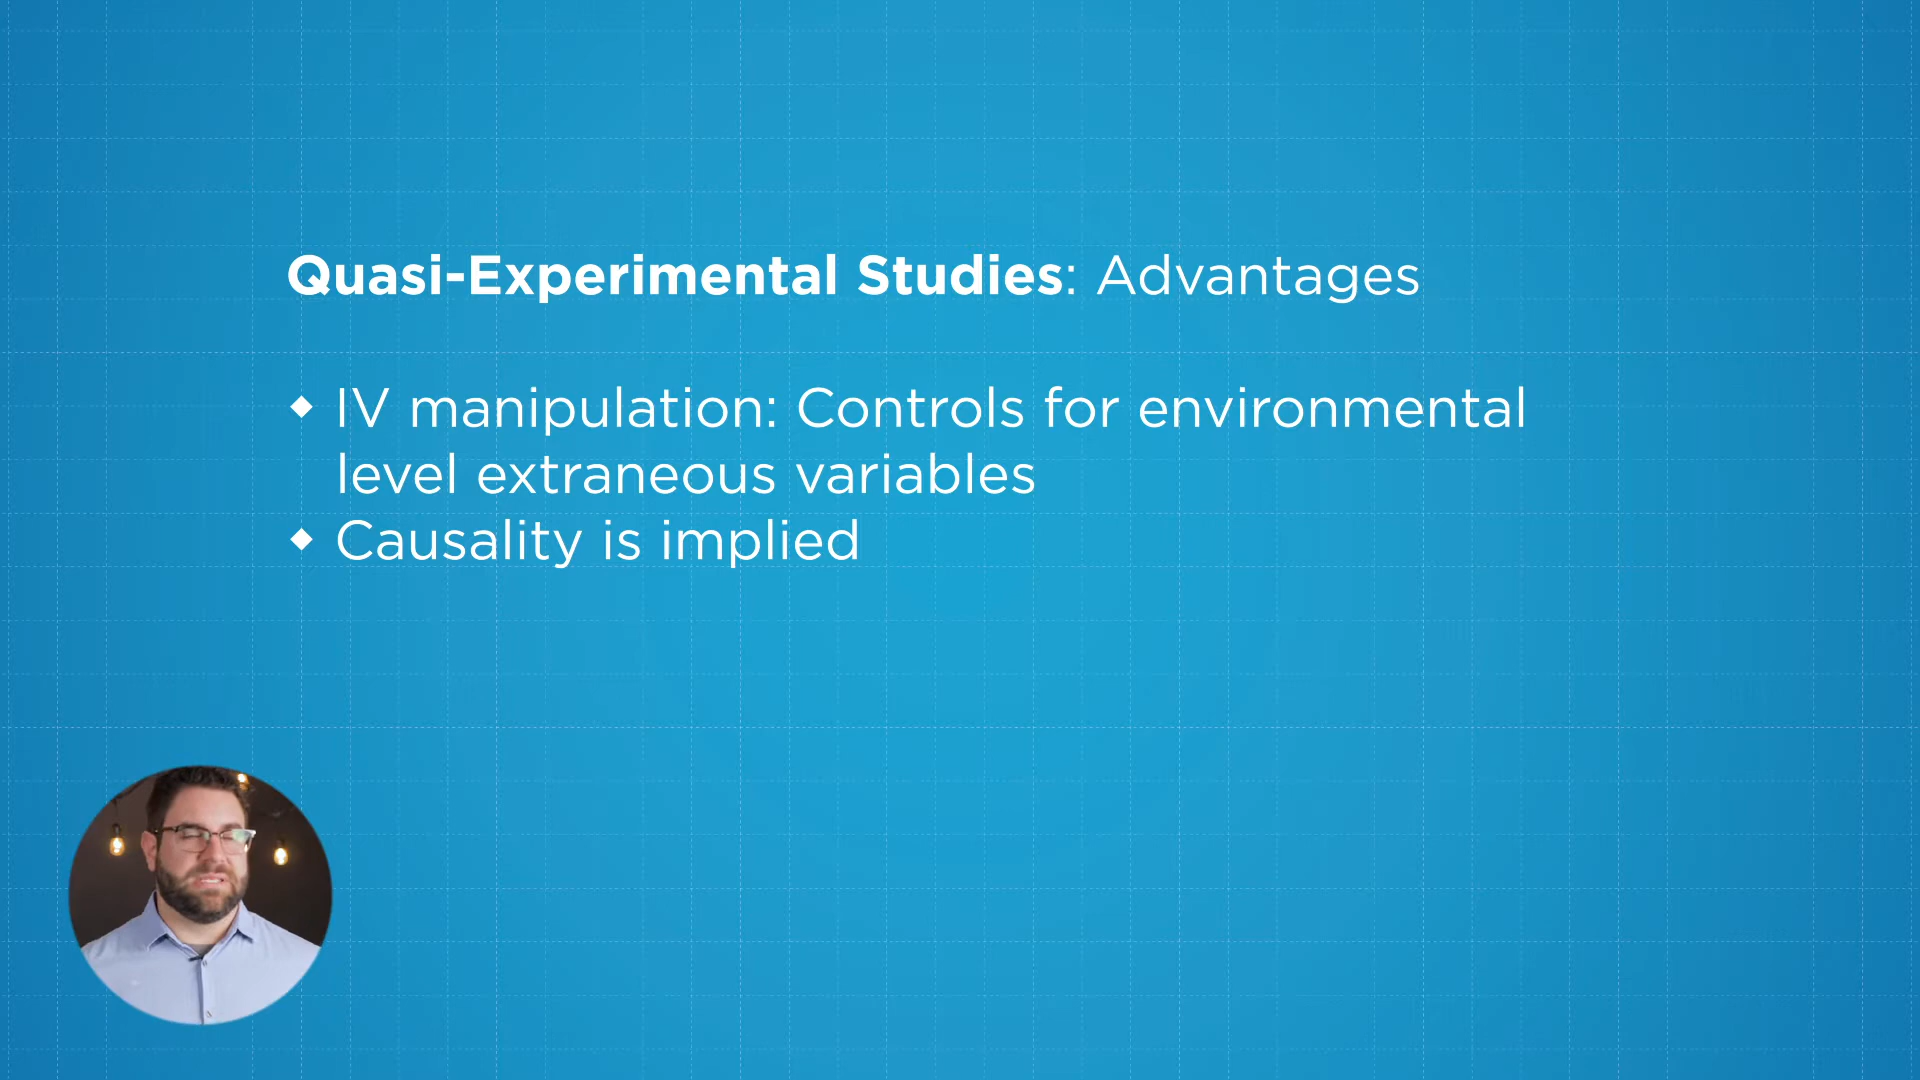 Quasi-Experimental Studies: Advantages
◆ IV manipulation: Controls for environmental
level extraneous variables
◆ Causality is implied